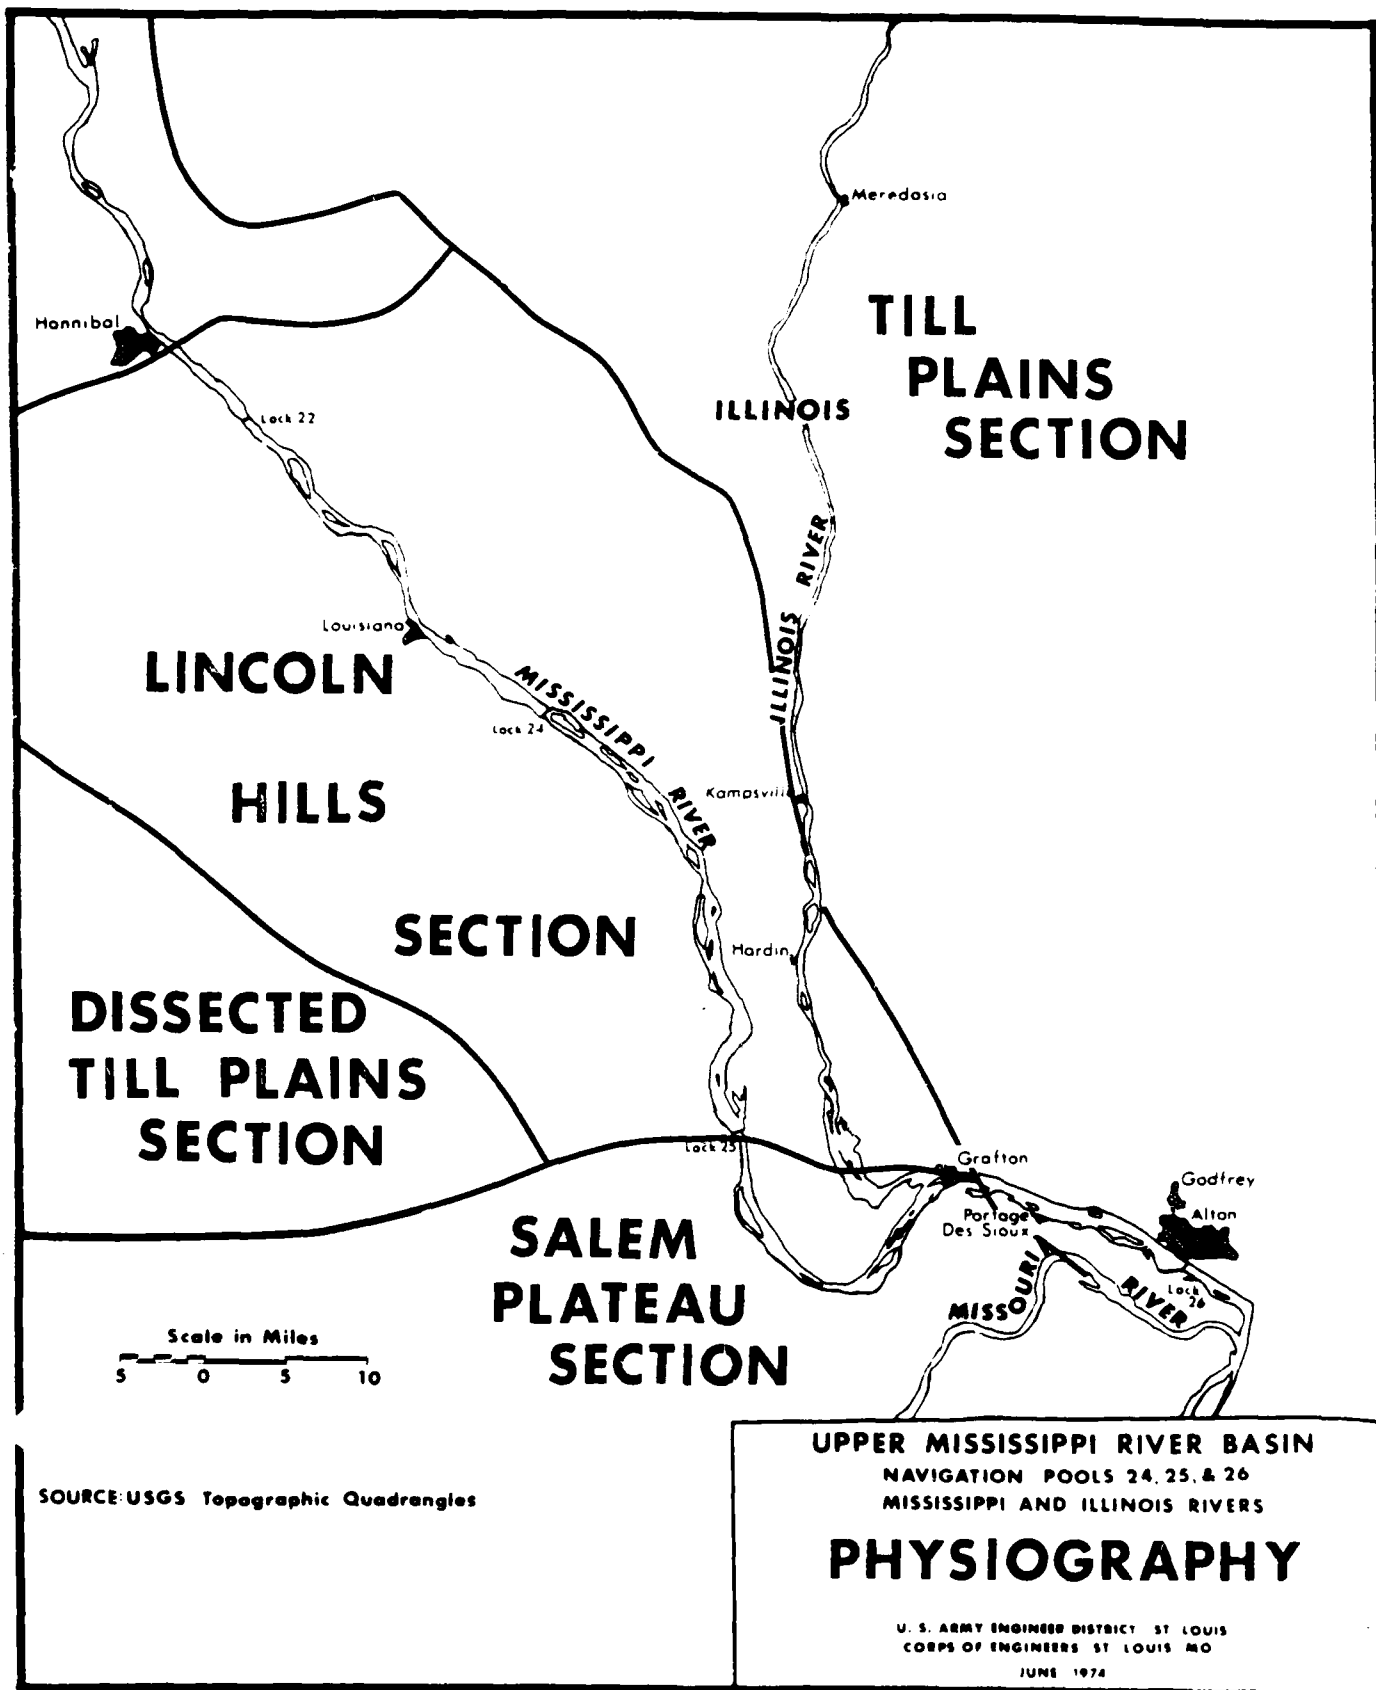 Meredosia
Hannibal
TILL
PLAINS
SECTION
ILLINOIS
Lock 22
ILLINOIS RIVER
Louisiana
LINCOLN
HILLS
SECTION
MISSISSIPPI RIVER
Lock 24
Kampsville
Hardin
DISSECTED
TILL PLAINS
SECTION
Lock 25
Grafton
Godfrey
Alton
Portage
Des Sioux
SALEM
PLATEAU
SECTION
MISSOURI RIVER
Lock
26
Scale in Miles
5 0 5 10
SOURCE: USGS Topographic Quadrangles
UPPER MISSISSIPPI RIVER BASIN
NAVIGATION POOLS 24, 25, & 26
MISSISSIPPI AND ILLINOIS RIVERS
PHYSIOGRAPHY
U. S. ARMY ENGINEER DISTRICT ST LOUIS
CORPS OF ENGINEERS ST LOUIS MO
JUNE 1974